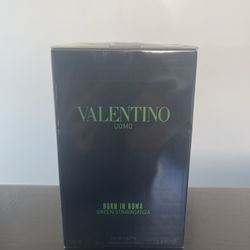 VALENTINO
UOMO
BORN IN ROMA
GREEN STRAVAGANZA